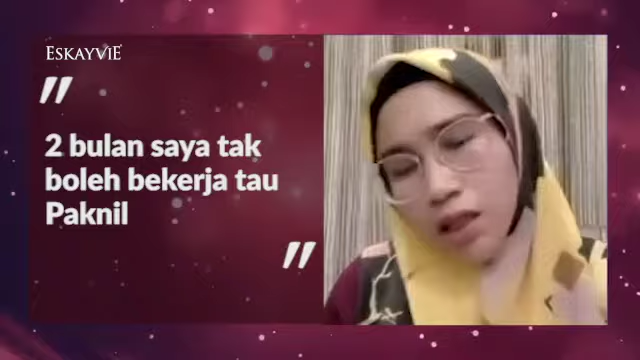 ESKAYVIE
"
2 bulan saya tak
boleh bekerja tau
Paknil
"